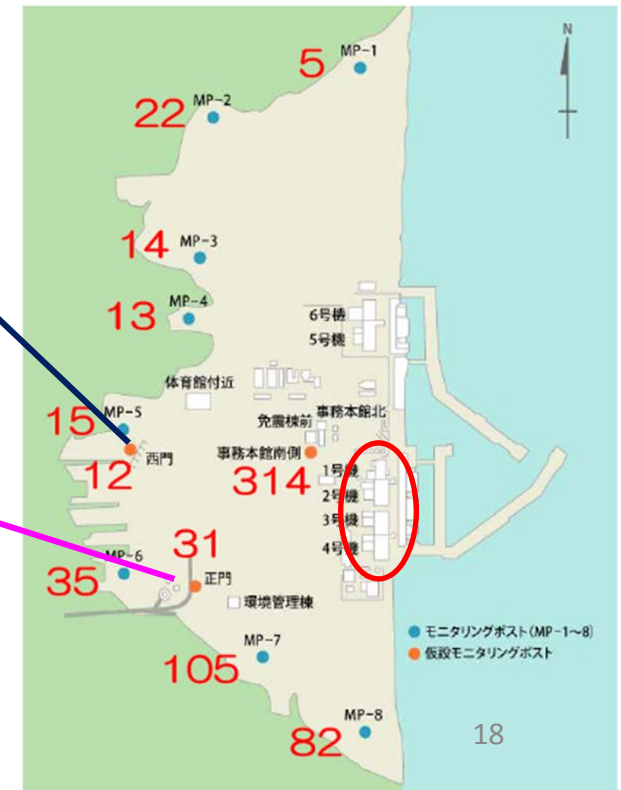 N
MP-1
5
MP-2
22
MP-3
14
MP-4
13
6号機
5号機
体育館付近
免震棟前
事務本館北
MP-5
15
西門
12
事務本館南側
314
1号機
2号機
3号機
4号機
31
MP-6
35
正門
環境管理棟
MP-7
105
モニタリングポスト(MP-1〜8)
仮設モニタリングポスト
MP-8
82
18